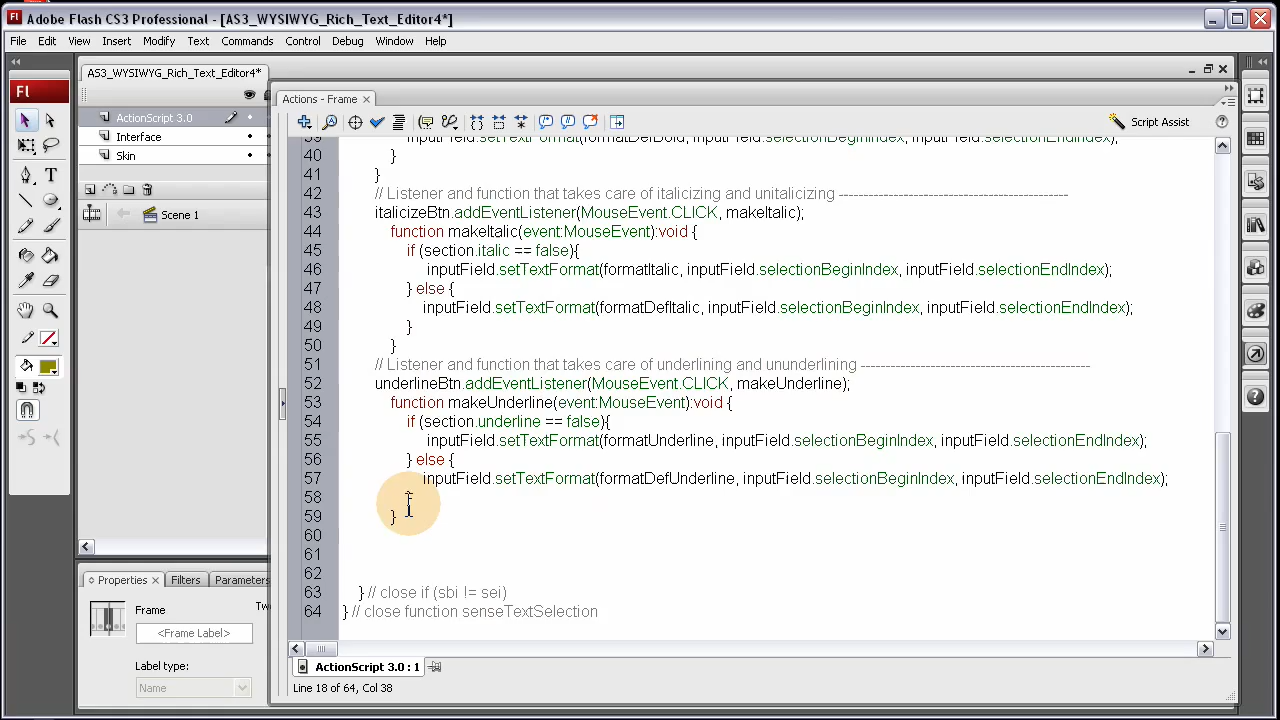 Adobe Flash CS3 Professional - [AS3_WYSIWYG_Rich_Text_Editor4*]
File Edit View Insert Modify Text Commands Control Debug Window Help
AS3_WYSIWYG_Rich_Text_Editor4*
Fl
Actions - Frame
ActionScript 3.0
Interface
Skin
Scene 1
Script Assist
40 }
41 }
42 // Listener and function that takes care of italicizing and unitalicizing ----------------------------------------------
43 italicizeBtn.addEventListener(MouseEvent.CLICK, makeItalic);
44 function makeItalic(event:MouseEvent):void {
45 if (section.italic == false){
46 inputField.setTextFormat(formatItalic, inputField.selectionBeginIndex, inputField.selectionEndIndex);
47 } else {
48 inputField.setTextFormat(formatDefItalic, inputField.selectionBeginIndex, inputField.selectionEndIndex);
49 }
50 }
51 // Listener and function that takes care of underlining and ununderlining ----------------------------------------------
52 underlineBtn.addEventListener(MouseEvent.CLICK, makeUnderline);
53 function makeUnderline(event:MouseEvent):void {
54 if (section.underline == false){
55 inputField.setTextFormat(formatUnderline, inputField.selectionBeginIndex, inputField.selectionEndIndex);
56 } else {
57 inputField.setTextFormat(formatDefUnderline, inputField.selectionBeginIndex, inputField.selectionEndIndex);
58 }
59 }
60
61
62
63 } // close if (sbi != sei)
64 } // close function senseTextSelection
Properties Filters Parameters
Frame
<Frame Label>
Label type:
Name
ActionScript 3.0 : 1
Line 18 of 64, Col 38